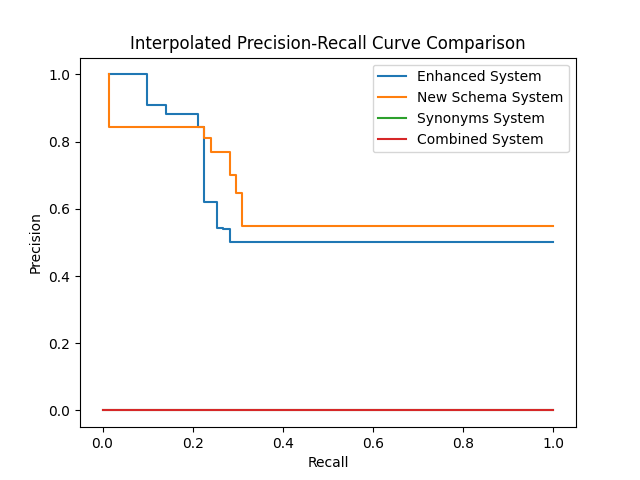 Interpolated Precision-Recall Curve Comparison
Enhanced System
New Schema System
Synonyms System
Combined System
1.0
0.8
0.6
0.4
0.2
0.0
Precision
0.0 0.2 0.4 0.6 0.8 1.0
Recall